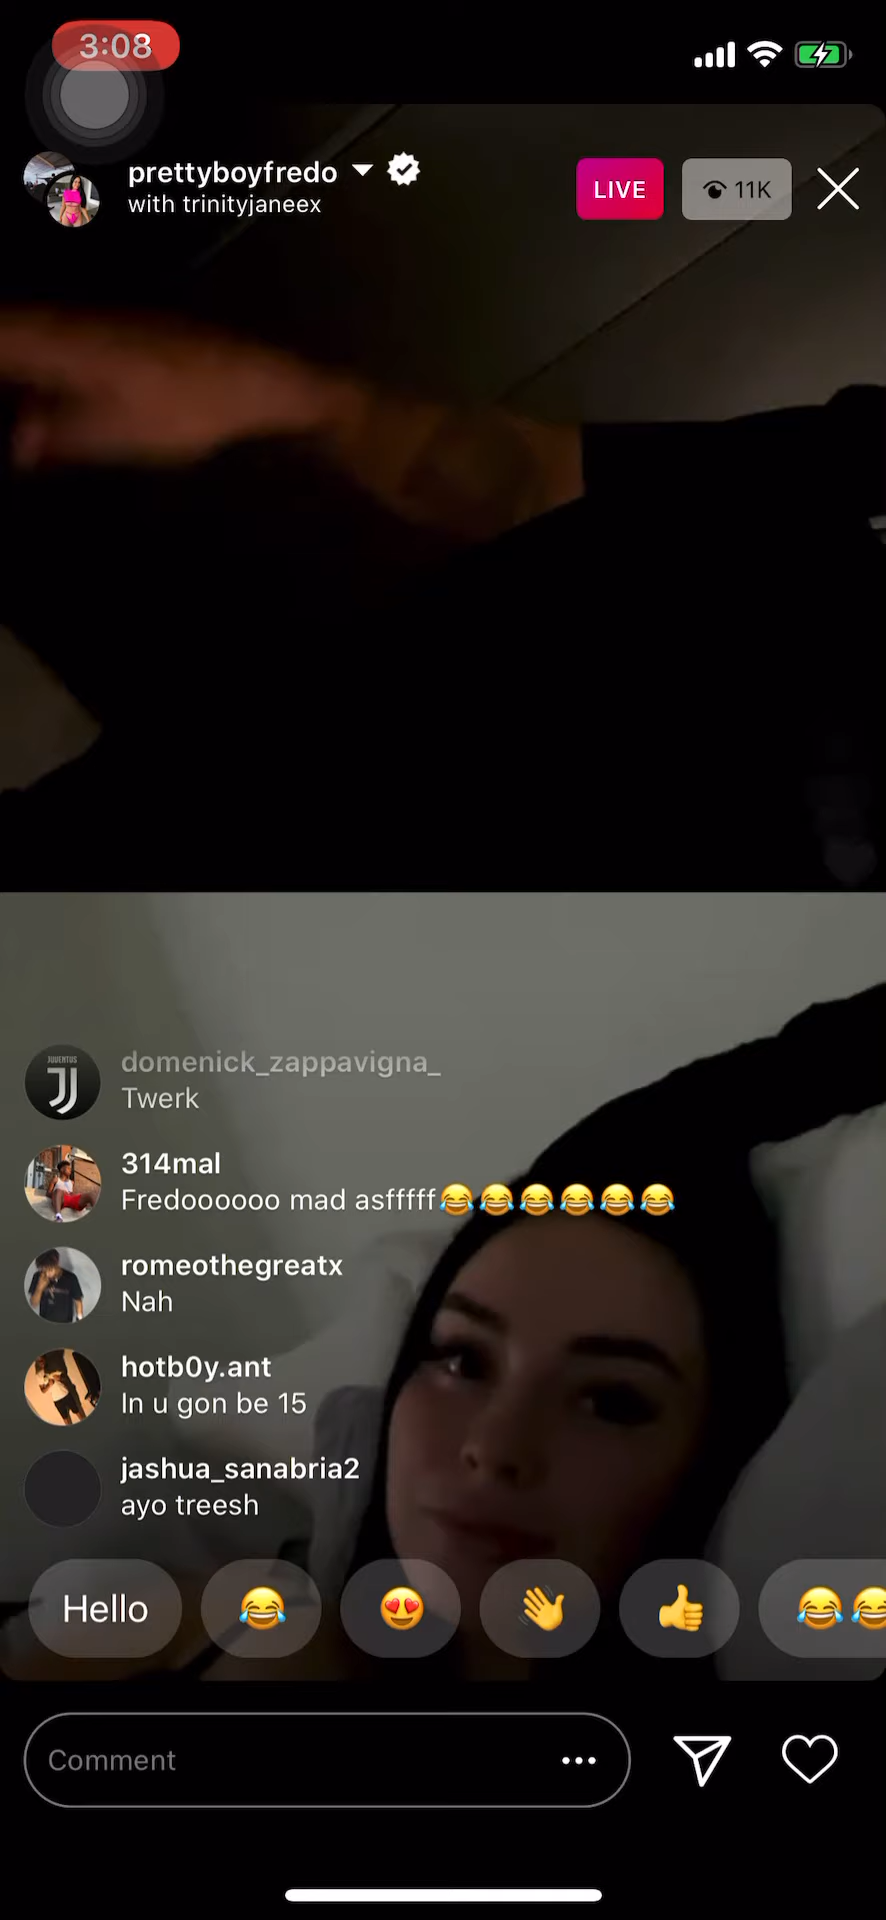 3:08
prettyboyfredo
with trinityjaneex
LIVE
11K
JUVENTUS
domenick_zappavigna_
Twerk
314mal
Fredoooooo mad asfffff😂😂😂😂😂😂
romeothegreatx
Nah
hotb0y.ant
In u gon be 15
jashua_sanabria2
ayo treesh
Hello
Comment